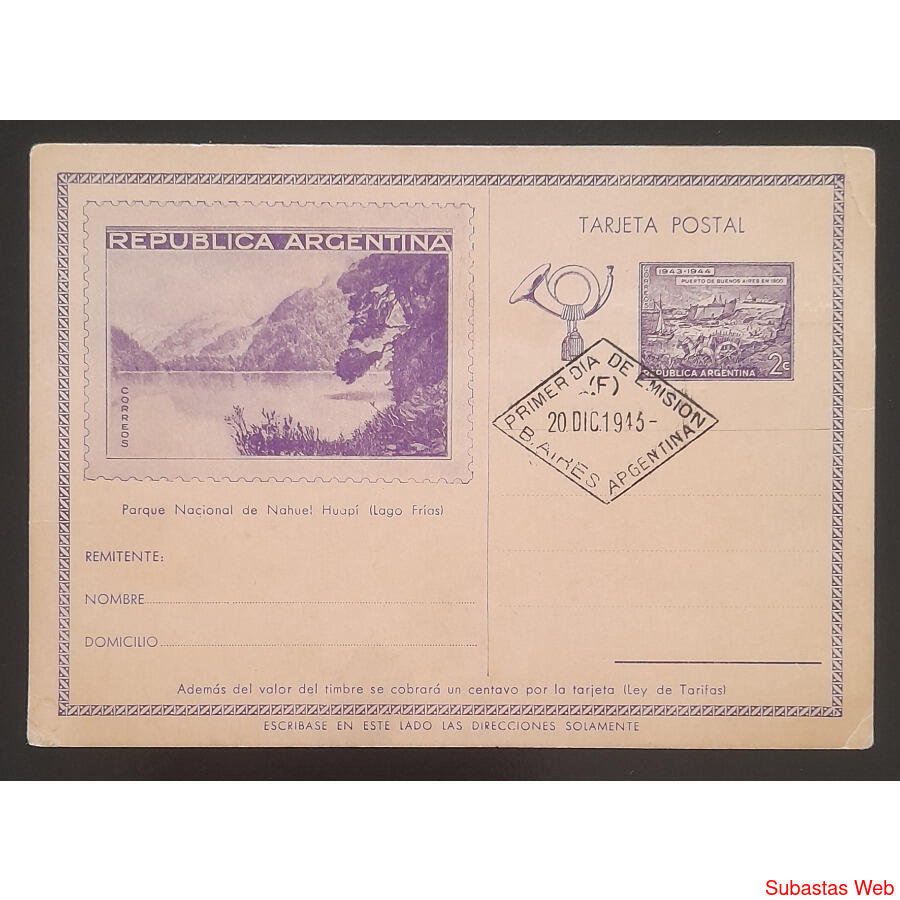 REPUBLICA ARGENTINA
CORREOS
Parque Nacional de Nahuel Huapí (Lago Frías)
REMITENTE:
NOMBRE
DOMICILIO
TARJETA POSTAL
1943-1944
PUERTO DE BUENOS AIRES EN 1800
CORREOS
REPUBLICA ARGENTINA 2c
PRIMER DIA DE EMISION
(F)
20 DIC.1945-
B. AIRES ARGENTINA
Además del valor del timbre se cobrará un centavo por la tarjeta (Ley de Tarifas)
ESCRIBASE EN ESTE LADO LAS DIRECCIONES SOLAMENTE
Subastas Web